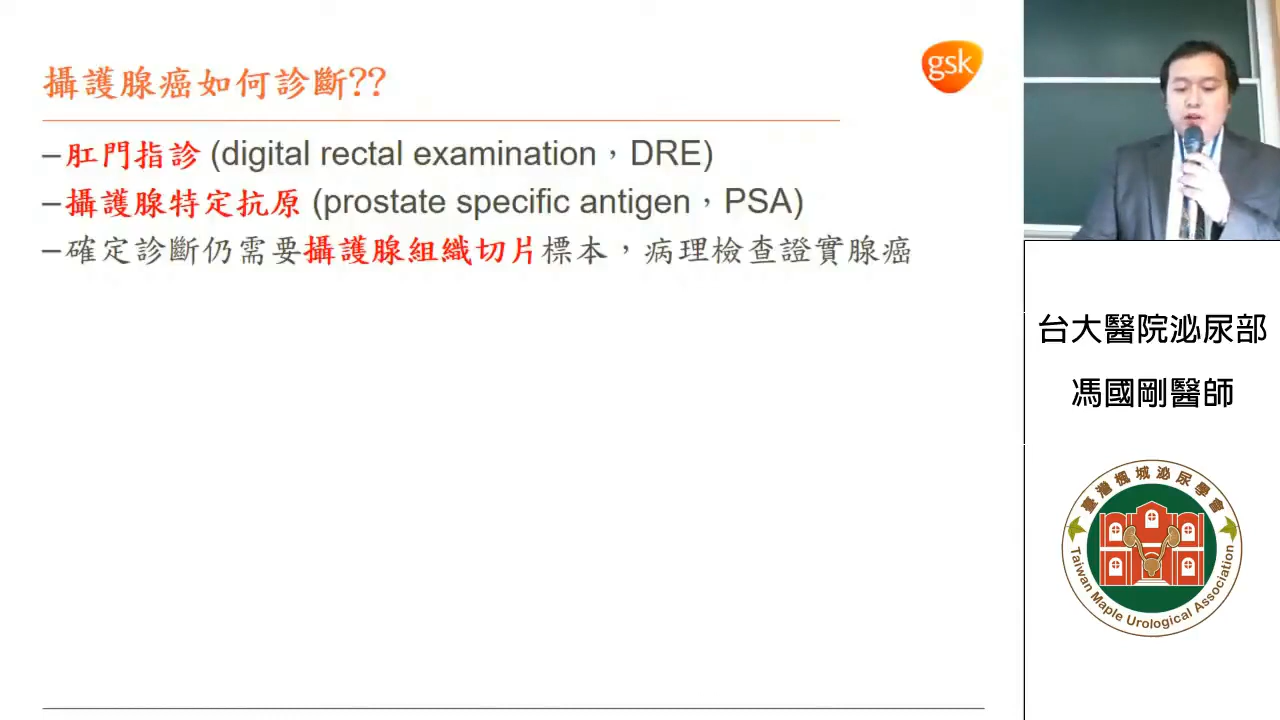 攝護腺癌如何診斷??
gsk
–肛門指診 (digital rectal examination，DRE)
–攝護腺特定抗原 (prostate specific antigen，PSA)
–確定診斷仍需要攝護腺組織切片標本，病理檢查證實腺癌
台大醫院泌尿部
馮國剛醫師
臺灣楓城泌尿學會
Taiwan Maple Urological Association